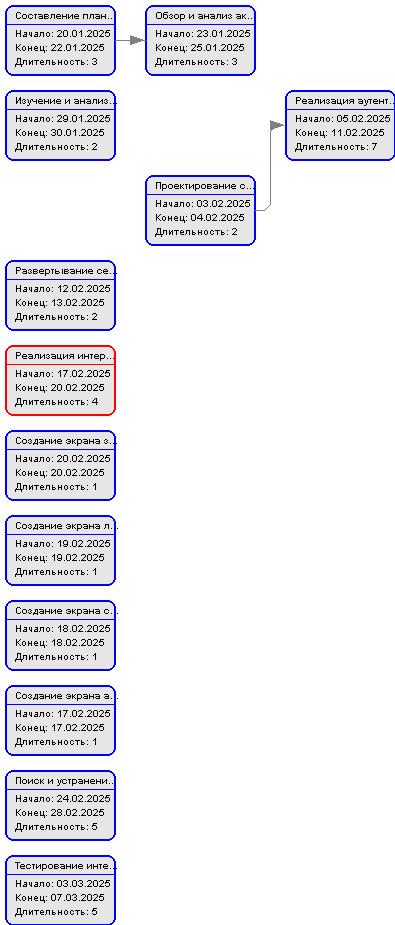 Составление план...
Начало: 20.01.2025
Конец: 22.01.2025
Длительность: 3
Обзор и анализ ак...
Начало: 23.01.2025
Конец: 25.01.2025
Длительность: 3
Изучение и анализ...
Начало: 29.01.2025
Конец: 30.01.2025
Длительность: 2
Реализация аутент...
Начало: 05.02.2025
Конец: 11.02.2025
Длительность: 7
Проектирование с...
Начало: 03.02.2025
Конец: 04.02.2025
Длительность: 2
Развертывание се...
Начало: 12.02.2025
Конец: 13.02.2025
Длительность: 2
Реализация интер...
Начало: 17.02.2025
Конец: 20.02.2025
Длительность: 4
Создание экрана з...
Начало: 20.02.2025
Конец: 20.02.2025
Длительность: 1
Создание экрана л...
Начало: 19.02.2025
Конец: 19.02.2025
Длительность: 1
Создание экрана с...
Начало: 18.02.2025
Конец: 18.02.2025
Длительность: 1
Создание экрана а...
Начало: 17.02.2025
Конец: 17.02.2025
Длительность: 1
Поиск и устранени...
Начало: 24.02.2025
Конец: 28.02.2025
Длительность: 5
Тестирование инте...
Начало: 03.03.2025
Конец: 07.03.2025
Длительность: 5